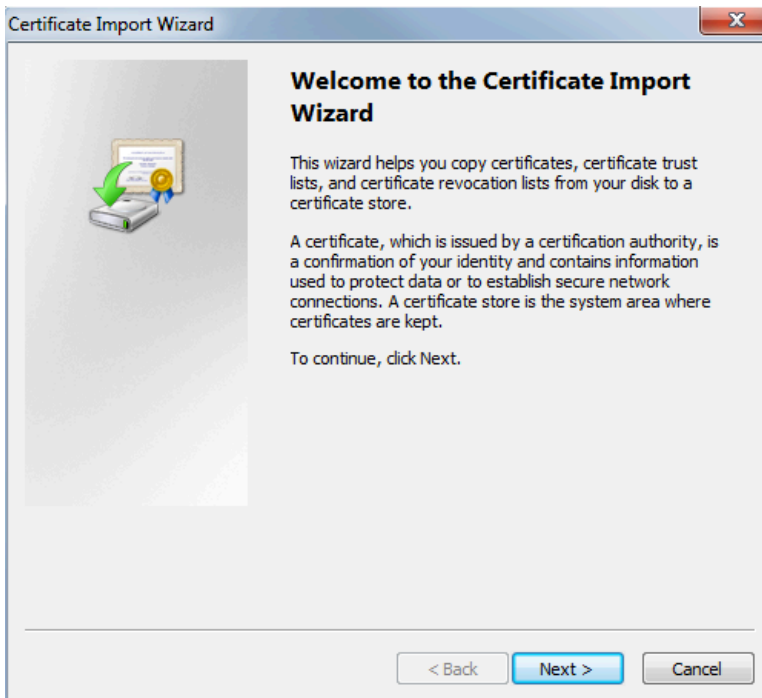 Certificate Import Wizard
Welcome to the Certificate Import
Wizard
This wizard helps you copy certificates, certificate trust
lists, and certificate revocation lists from your disk to a
certificate store.
A certificate, which is issued by a certification authority, is
a confirmation of your identity and contains information
used to protect data or to establish secure network
connections. A certificate store is the system area where
certificates are kept.
To continue, click Next.
< Back Next > Cancel